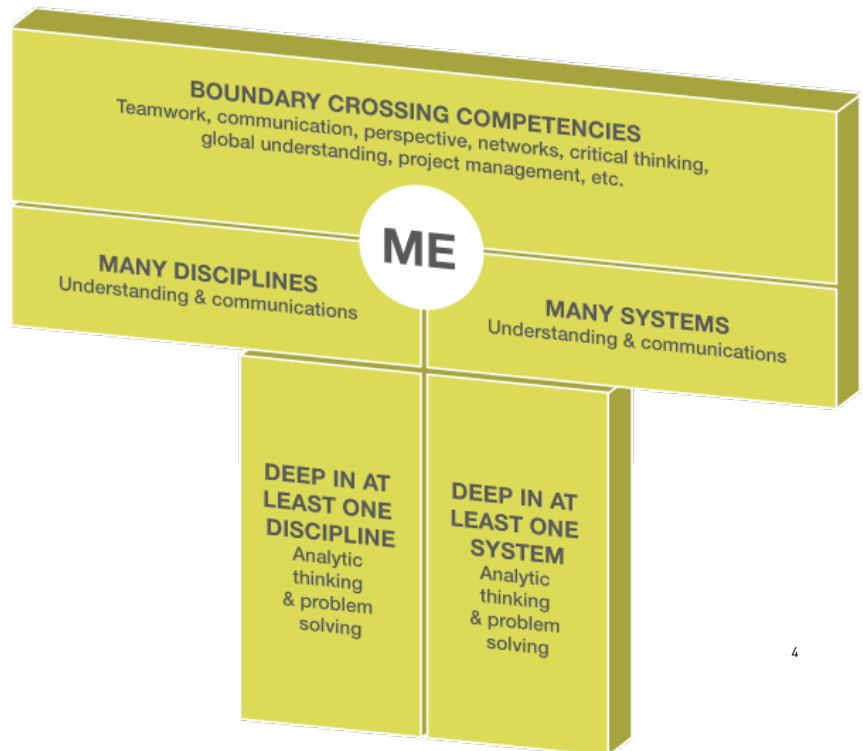 BOUNDARY CROSSING COMPETENCIES
Teamwork, communication, perspective, networks, critical thinking,
global understanding, project management, etc.
ME
MANY DISCIPLINES
Understanding & communications
MANY SYSTEMS
Understanding & communications
DEEP IN AT
LEAST ONE
DISCIPLINE
Analytic
thinking
& problem
solving
DEEP IN AT
LEAST ONE
SYSTEM
Analytic
thinking
& problem
solving
4